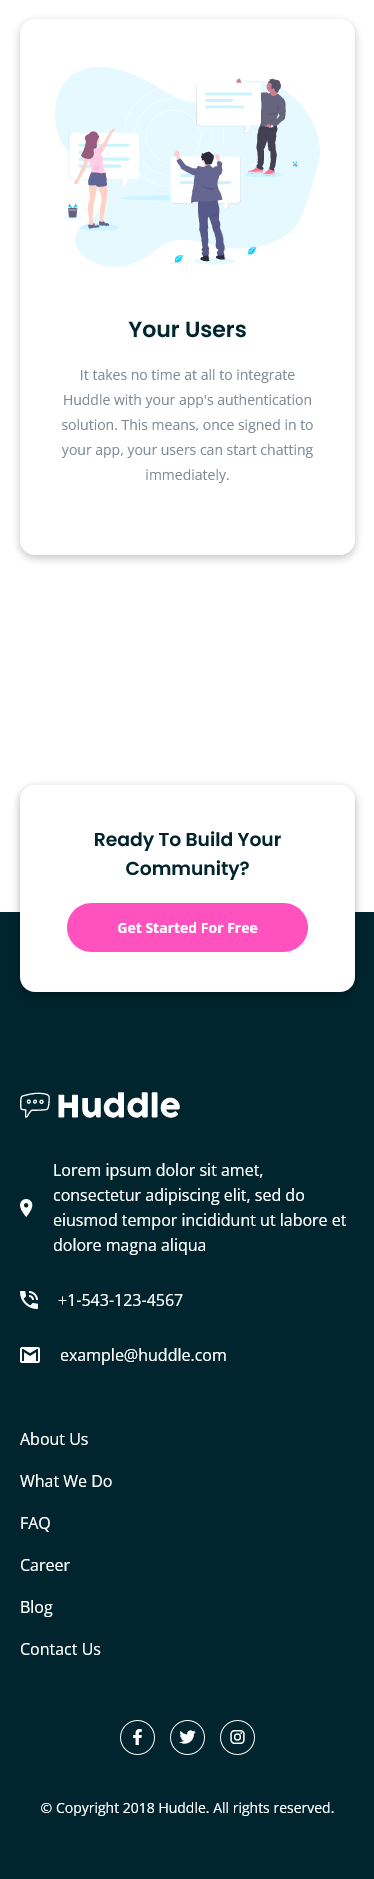 Your Users
It takes no time at all to integrate
Huddle with your app's authentication
solution. This means, once signed in to
your app, your users can start chatting
immediately.
Ready To Build Your
Community?
Get Started For Free
Huddle
Lorem ipsum dolor sit amet,
consectetur adipiscing elit, sed do
eiusmod tempor incididunt ut labore et
dolore magna aliqua
+1-543-123-4567
example@huddle.com
About Us
What We Do
FAQ
Career
Blog
Contact Us
© Copyright 2018 Huddle. All rights reserved.